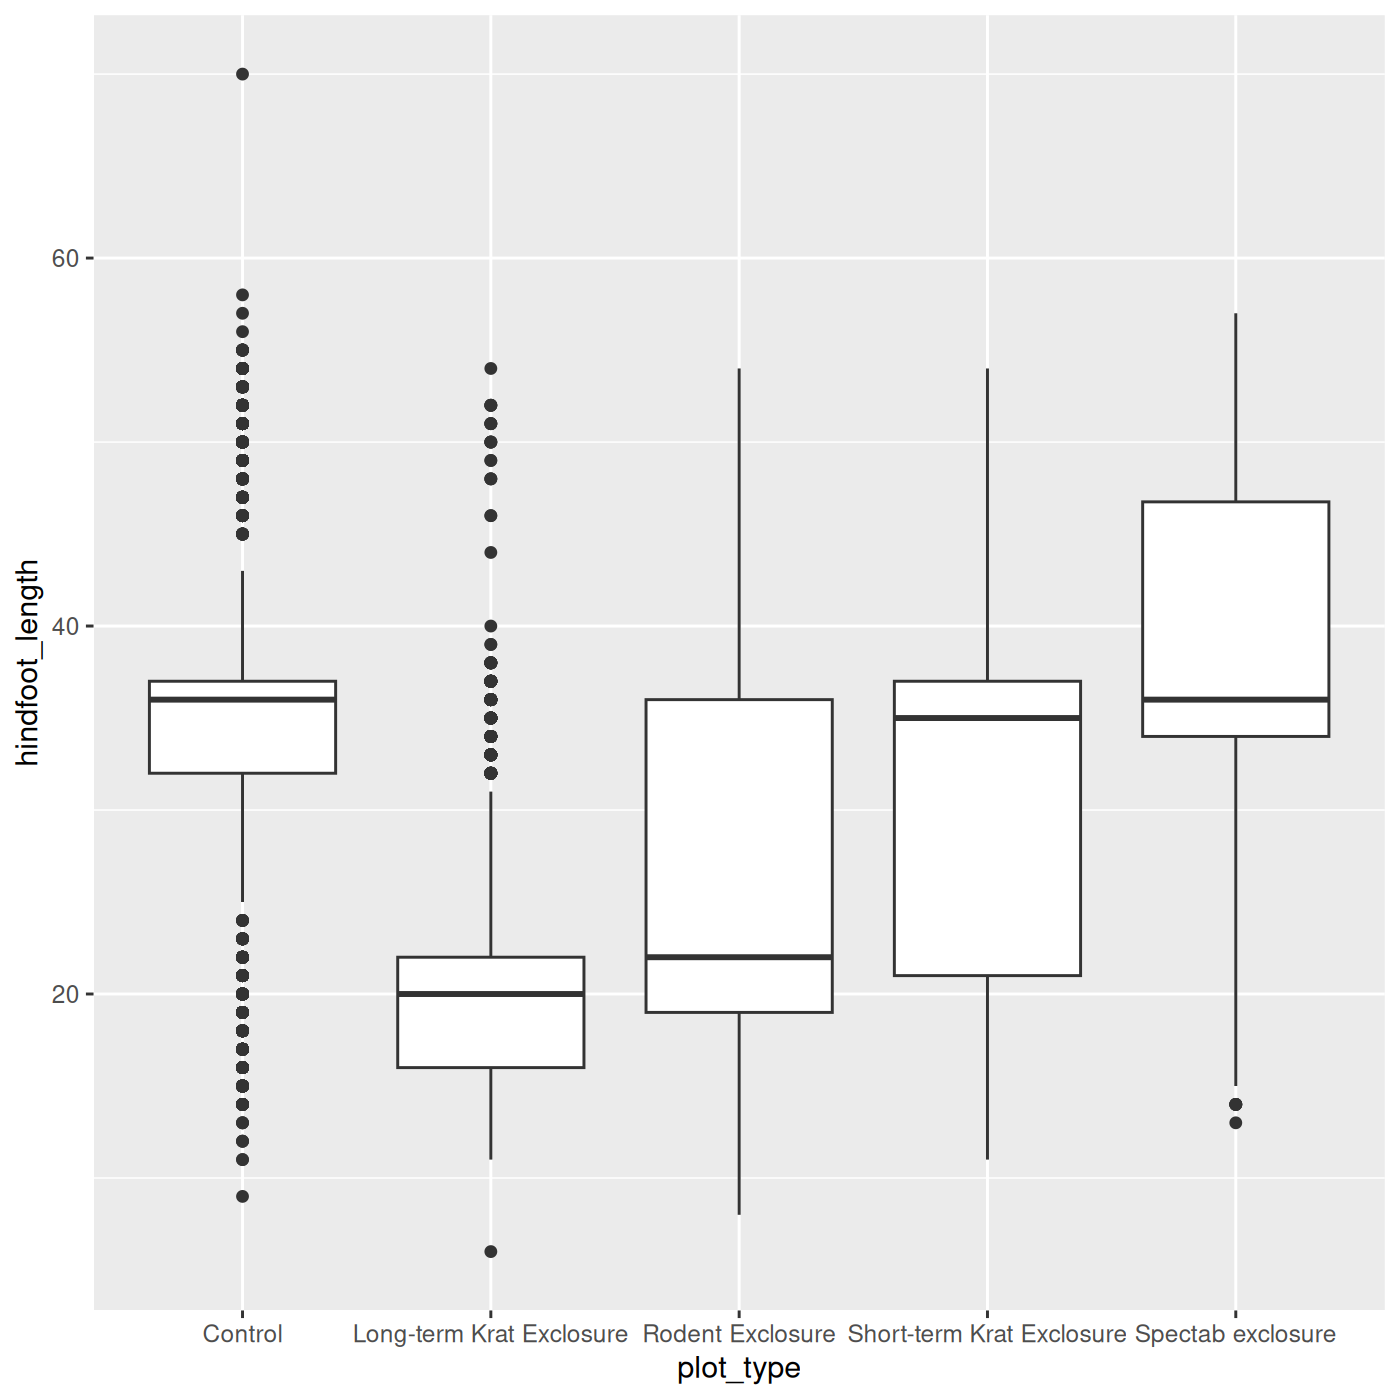 hindfoot_length
60
40
20
Control
Long-term Krat Exclosure
Rodent Exclosure
Short-term Krat Exclosure
Spectab exclosure
plot_type